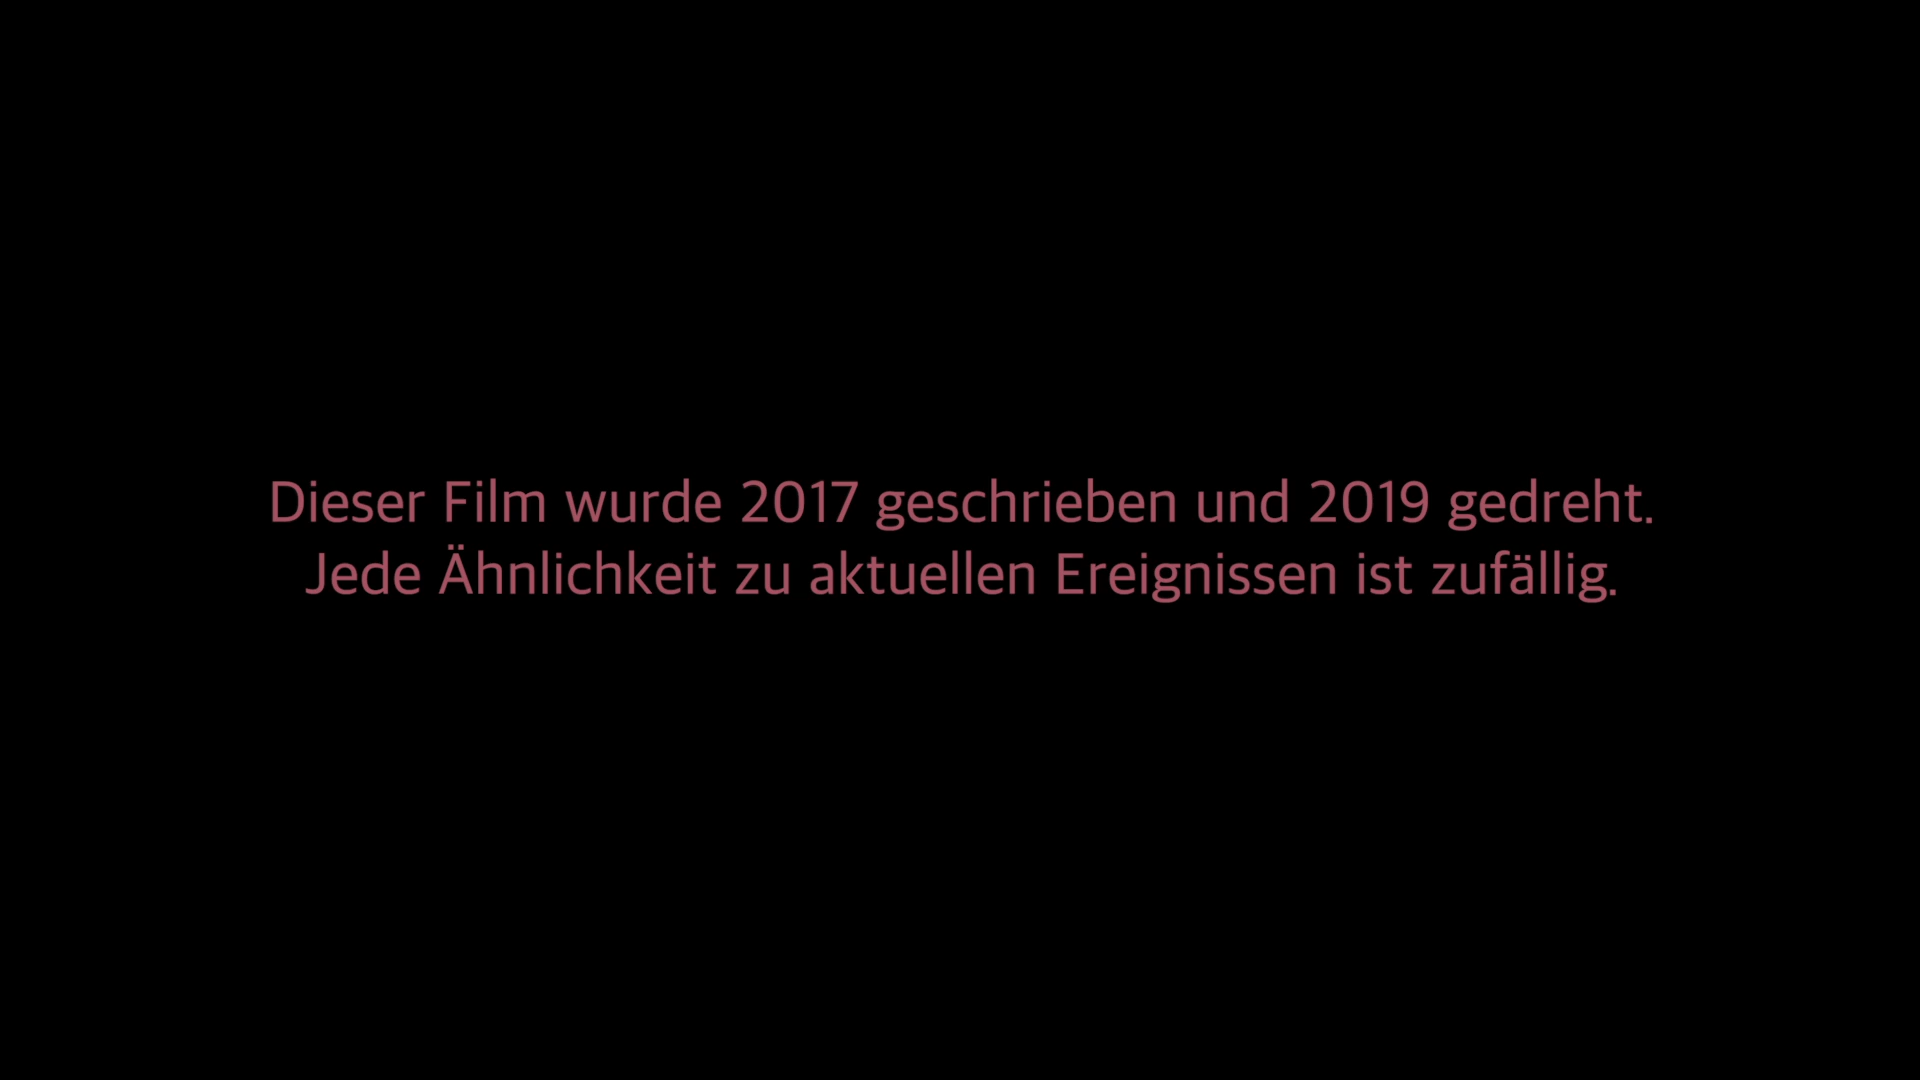 Dieser Film wurde 2017 geschrieben und 2019 gedreht.
Jede Ähnlichkeit zu aktuellen Ereignissen ist zufällig.